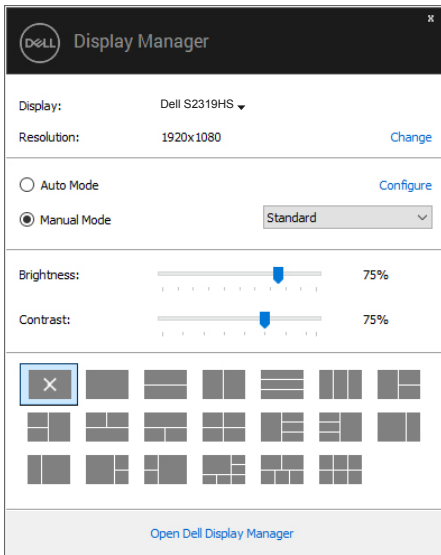 x
DELL Display Manager
Display: Dell S2319HS
Resolution: 1920x1080 Change
Auto Mode Configure
Manual Mode Standard
Brightness: 75%
Contrast: 75%
Open Dell Display Manager